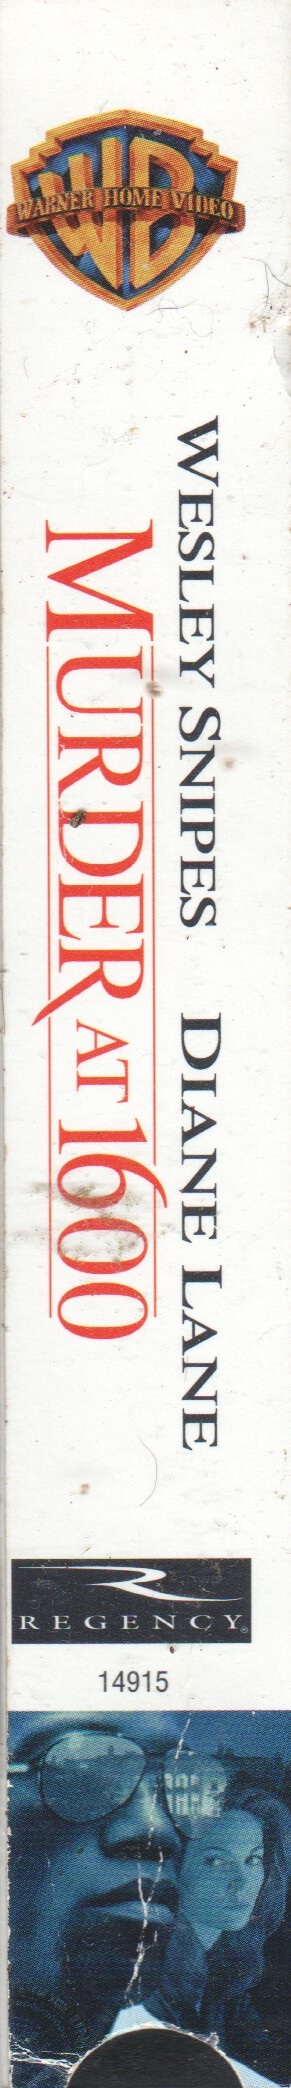 WB
WARNER HOME VIDEO
WESLEY SNIPES DIANE LANE
MURDER AT 1600
R
REGENCY®
14915